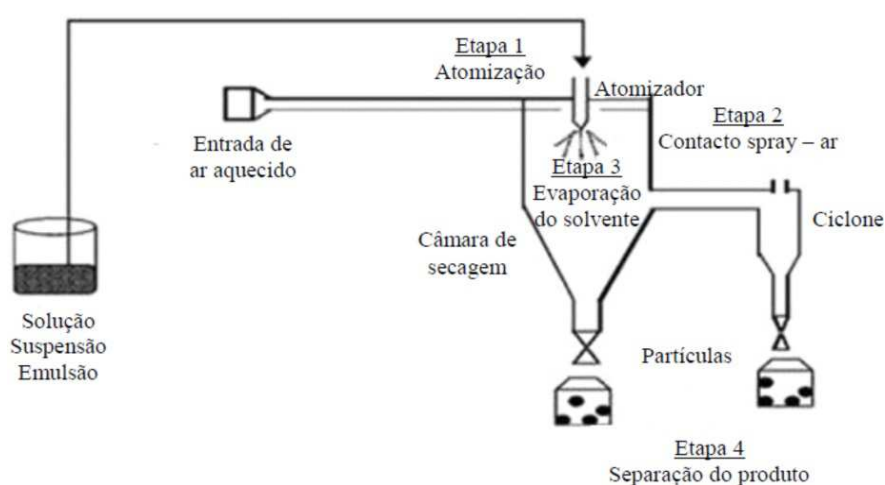 Etapa 1
Atomização
Atomizador
Etapa 2
Contacto spray – ar
Entrada de
ar aquecido
Etapa 3
Evaporação
do solvente
Ciclone
Câmara de
secagem
Solução
Suspensão
Emulsão
Partículas
Etapa 4
Separação do produto